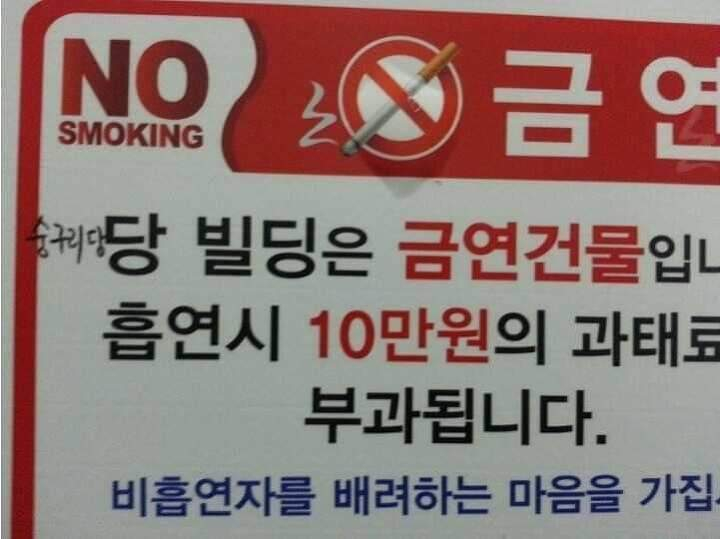 NO
SMOKING
금연
숭구리당당 빌딩은 금연건물입니
흡연시 10만원의 과태료
부과됩니다.
비흡연자를 배려하는 마음을 가집